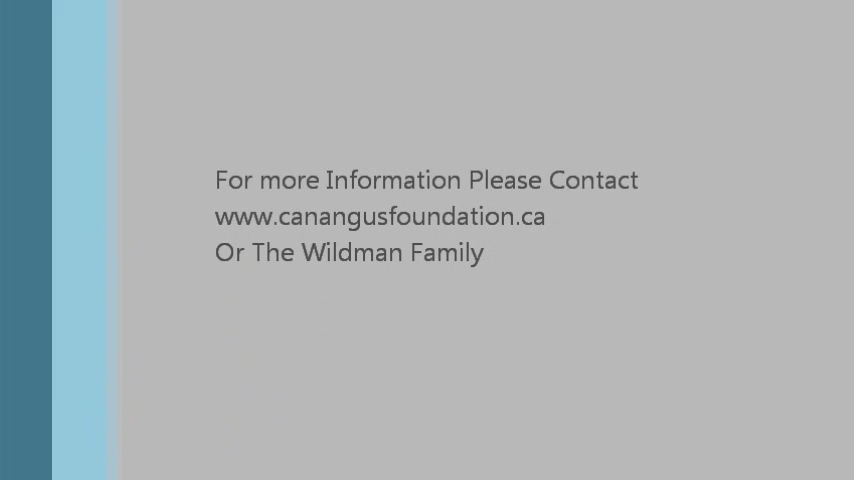 For more Information Please Contact
www.canangusfoundation.ca
Or The Wildman Family